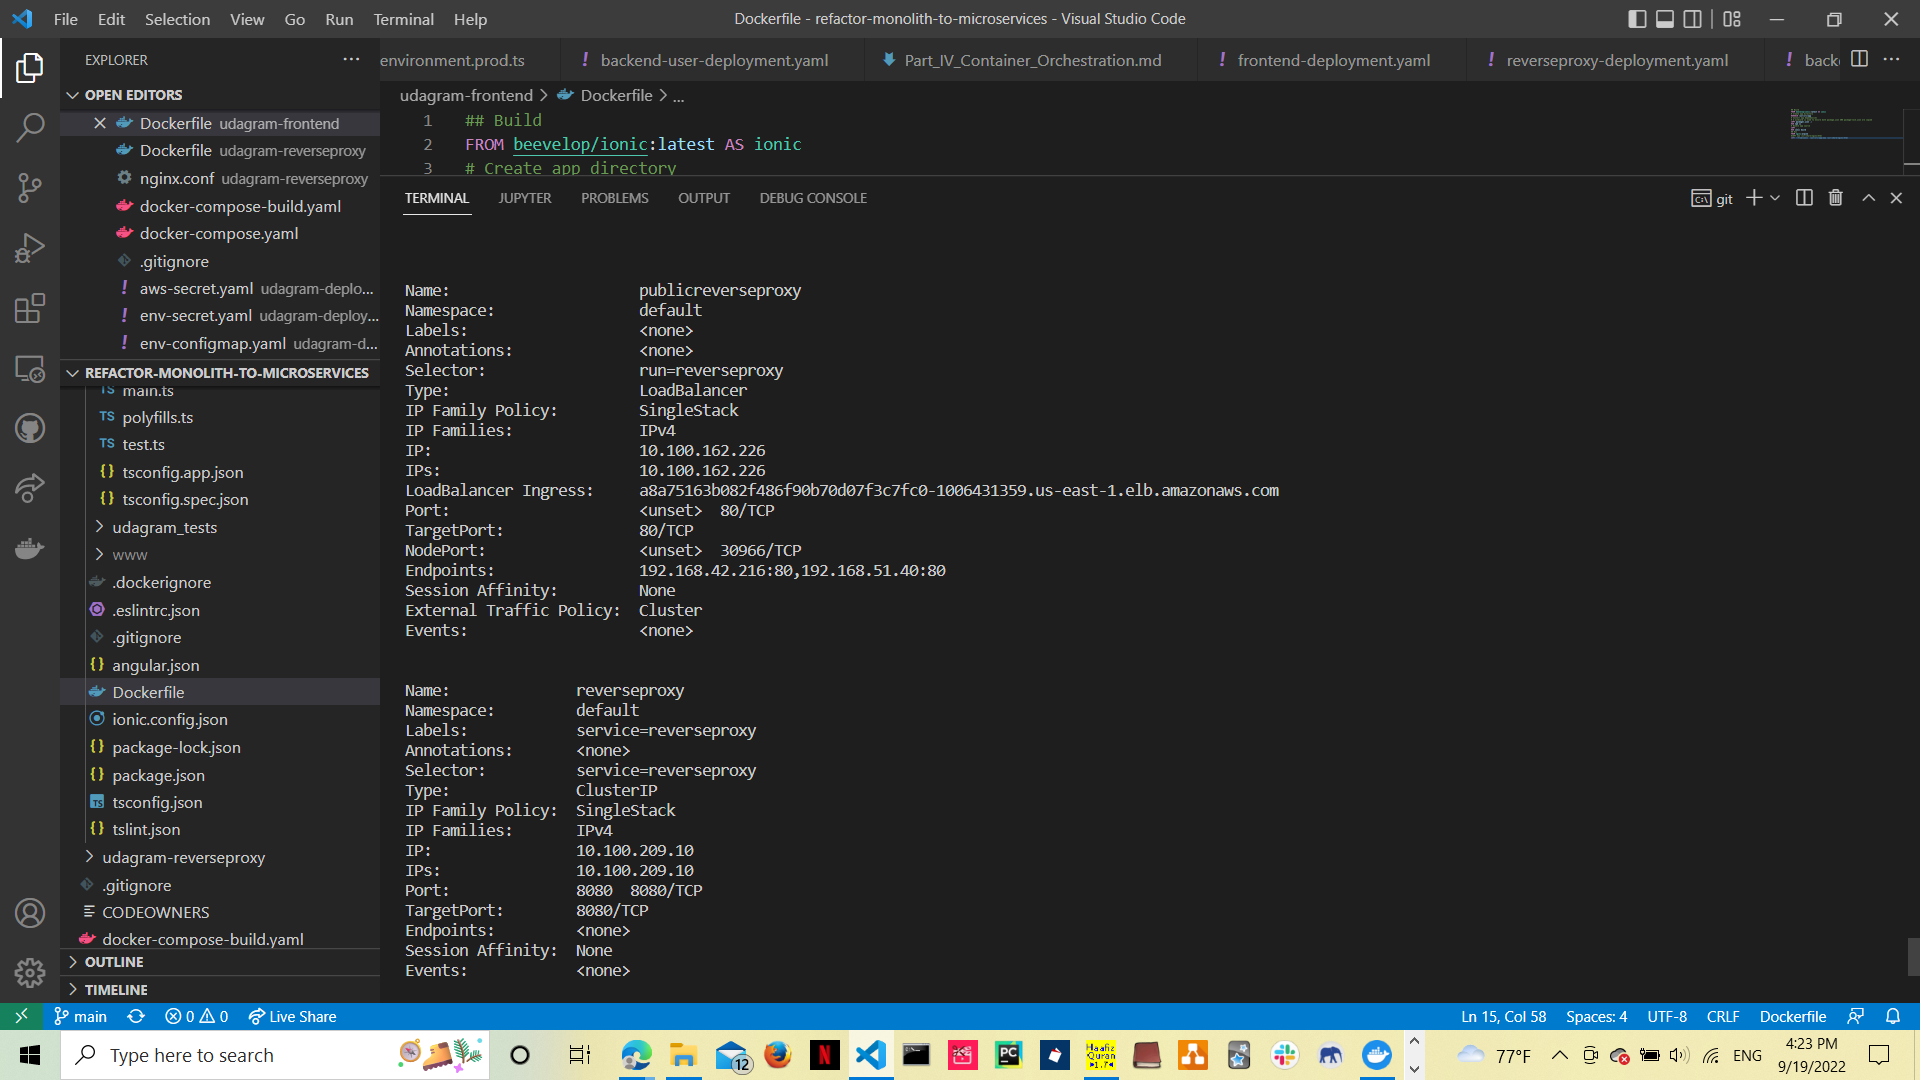 File Edit Selection View Go Run Terminal Help
Dockerfile - refactor-monolith-to-microservices - Visual Studio Code
EXPLORER
environment.prod.ts
! backend-user-deployment.yaml
Part_IV_Container_Orchestration.md
! frontend-deployment.yaml
! reverseproxy-deployment.yaml
! back
OPEN EDITORS
Dockerfile udagram-frontend
Dockerfile udagram-reverseproxy
nginx.conf udagram-reverseproxy
docker-compose-build.yaml
docker-compose.yaml
.gitignore
! aws-secret.yaml udagram-deplo...
! env-secret.yaml udagram-deploy...
! env-configmap.yaml udagram-d...
REFACTOR-MONOLITH-TO-MICROSERVICES
TS main.ts
TS polyfills.ts
TS test.ts
{} tsconfig.app.json
{} tsconfig.spec.json
udagram_tests
www
.dockerignore
.eslintrc.json
.gitignore
{} angular.json
Dockerfile
ionic.config.json
{} package-lock.json
{} package.json
TS tsconfig.json
{} tslint.json
udagram-reverseproxy
.gitignore
CODEOWNERS
docker-compose-build.yaml
OUTLINE
TIMELINE
udagram-frontend > Dockerfile > ...
1 ## Build
2 FROM beevelop/ionic:latest AS ionic
3 # Create app directory
TERMINAL JUPYTER PROBLEMS OUTPUT DEBUG CONSOLE
git
Name: publicreverseproxy
Namespace: default
Labels: <none>
Annotations: <none>
Selector: run=reverseproxy
Type: LoadBalancer
IP Family Policy: SingleStack
IP Families: IPv4
IP: 10.100.162.226
IPs: 10.100.162.226
LoadBalancer Ingress: a8a75163b082f486f90b70d07f3c7fc0-1006431359.us-east-1.elb.amazonaws.com
Port: <unset> 80/TCP
TargetPort: 80/TCP
NodePort: <unset> 30966/TCP
Endpoints: 192.168.42.216:80,192.168.51.40:80
Session Affinity: None
External Traffic Policy: Cluster
Events: <none>
Name: reverseproxy
Namespace: default
Labels: service=reverseproxy
Annotations: <none>
Selector: service=reverseproxy
Type: ClusterIP
IP Family Policy: SingleStack
IP Families: IPv4
IP: 10.100.209.10
IPs: 10.100.209.10
Port: 8080 8080/TCP
TargetPort: 8080/TCP
Endpoints: <none>
Session Affinity: None
Events: <none>
main 0 0 Live Share
Ln 15, Col 58 Spaces: 4 UTF-8 CRLF Dockerfile
Type here to search
12
N
PC
Haafiz
Quran
1.7
77°F
ENG
4:23 PM
9/19/2022